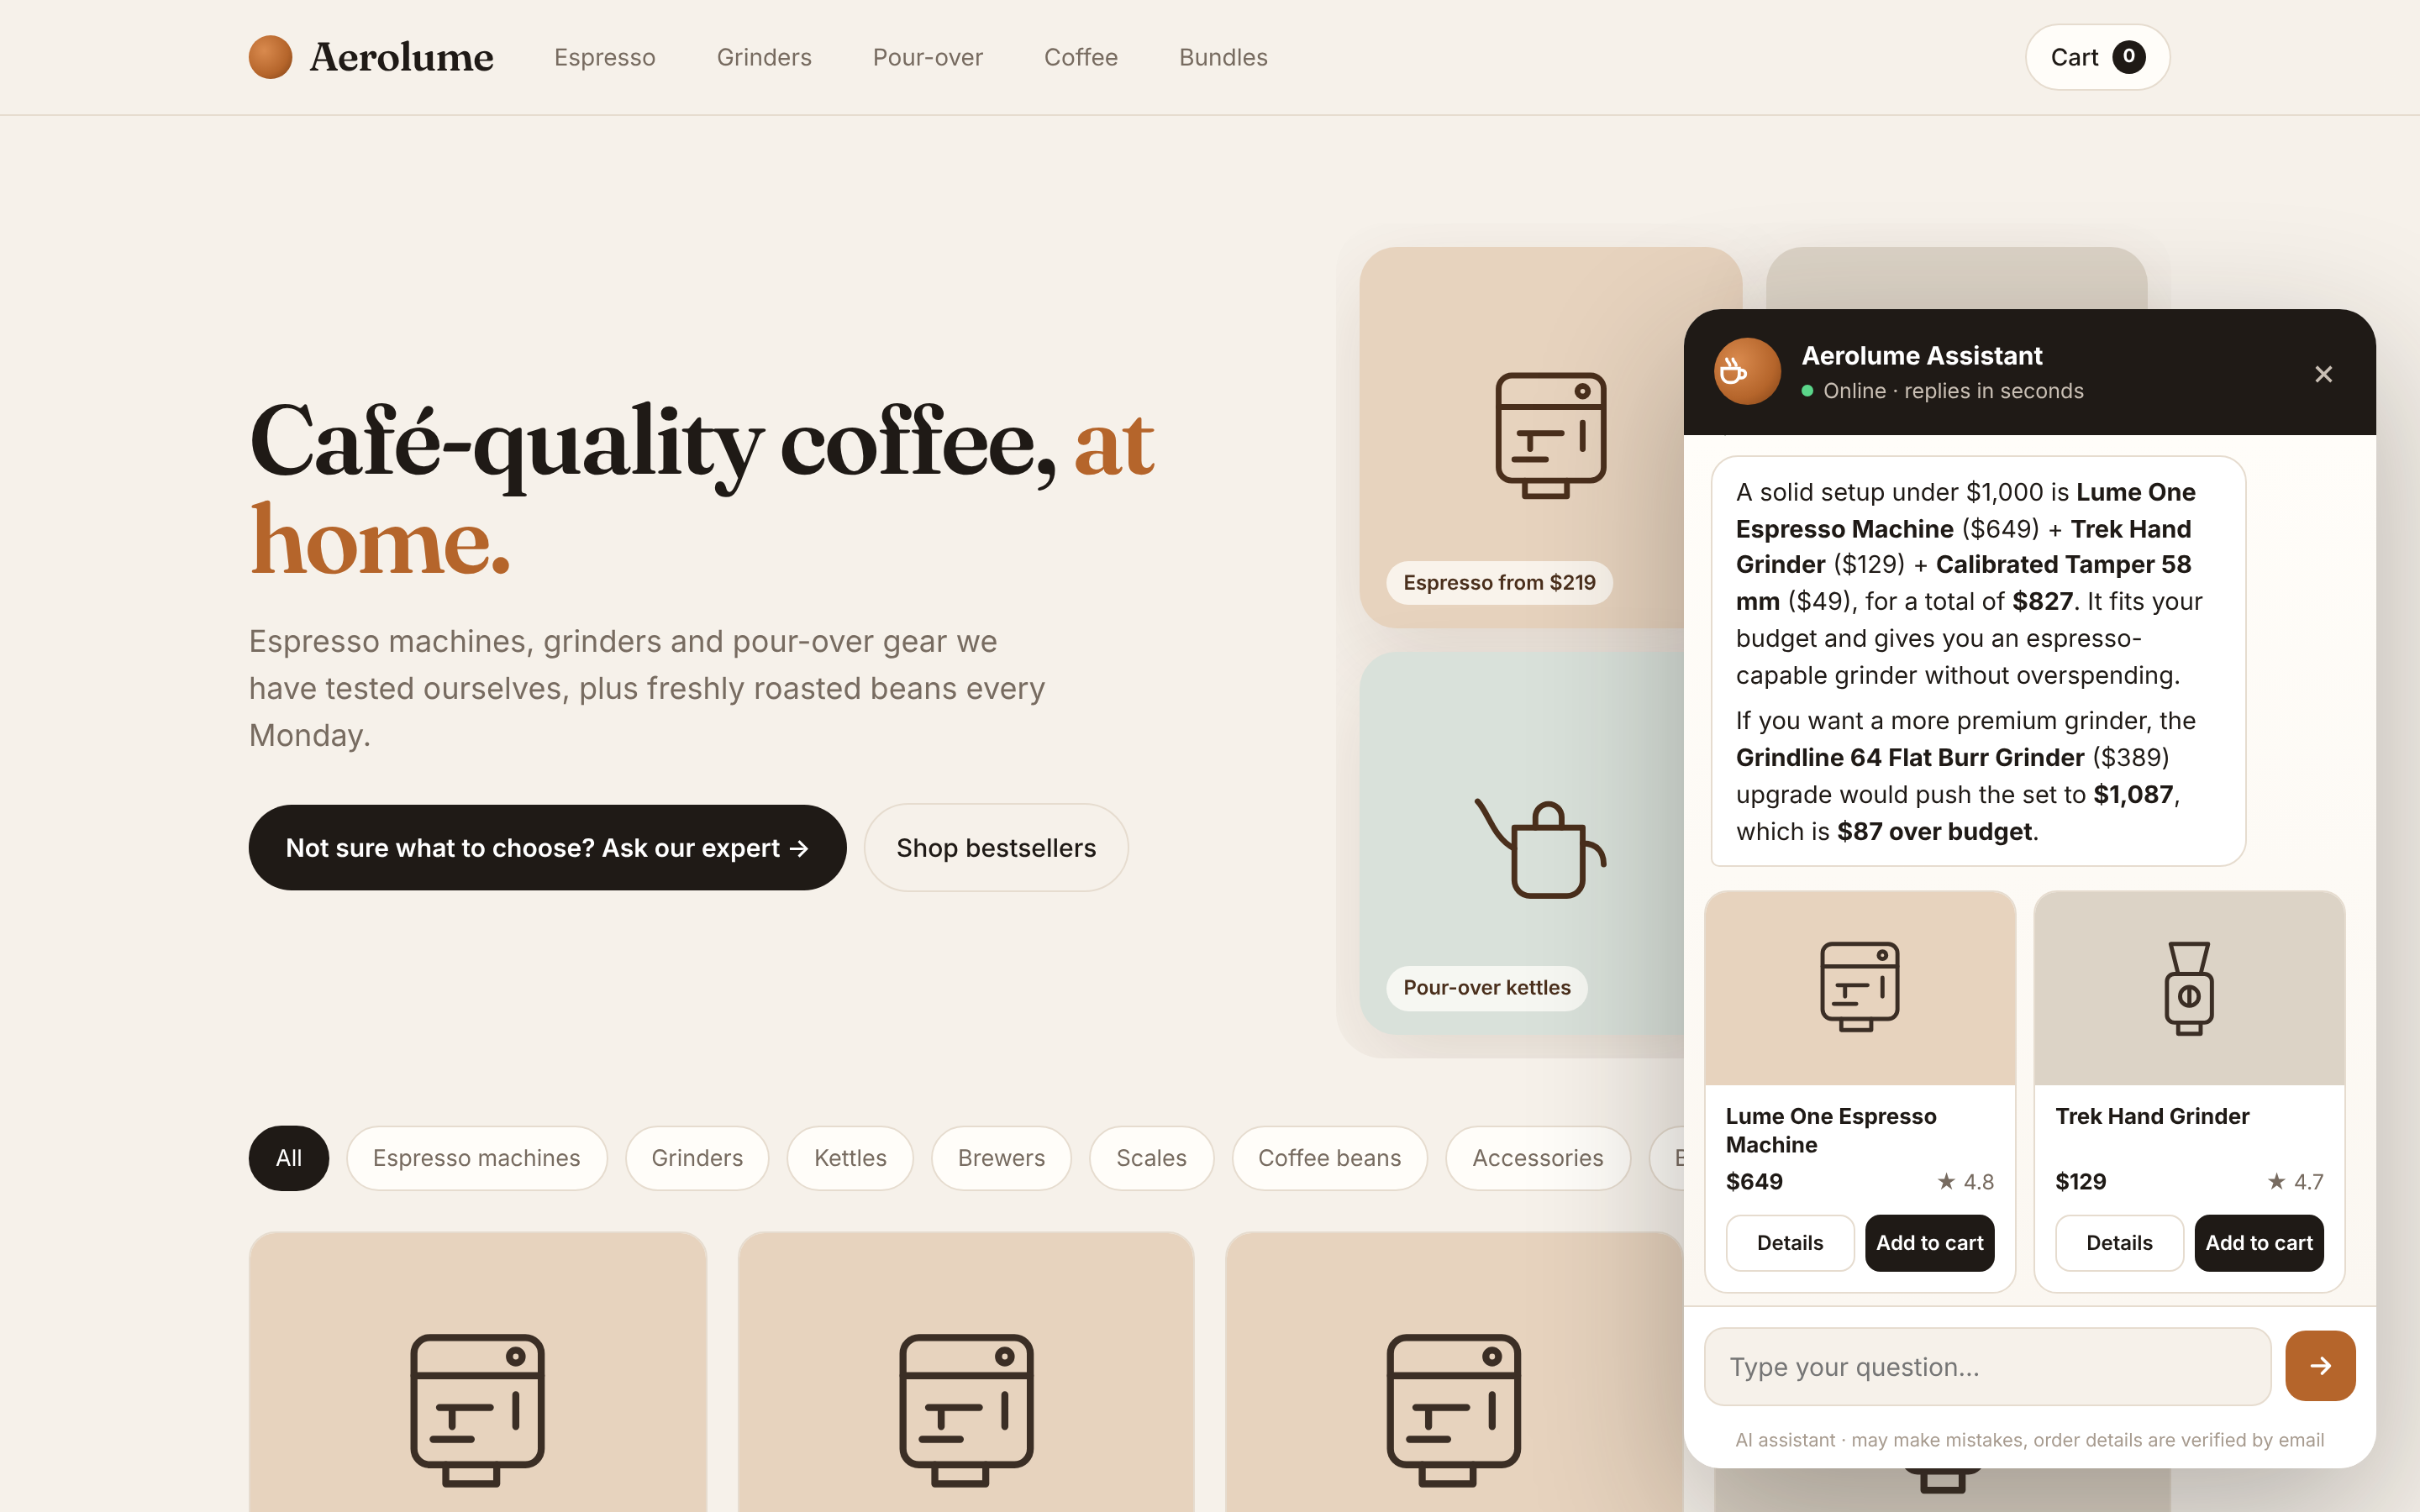 Aerolume
Espresso
Grinders
Pour-over
Coffee
Bundles
Cart 0
Café-quality coffee, at
home.
Espresso machines, grinders and pour-over gear we
have tested ourselves, plus freshly roasted beans every
Monday.
Not sure what to choose? Ask our expert →
Shop bestsellers
Espresso from $219
Pour-over kettles
All
Espresso machines
Grinders
Kettles
Brewers
Scales
Coffee beans
Accessories
Aerolume Assistant
Online · replies in seconds
A solid setup under $1,000 is Lume One
Espresso Machine ($649) + Trek Hand
Grinder ($129) + Calibrated Tamper 58
mm ($49), for a total of $827. It fits your
budget and gives you an espresso-
capable grinder without overspending.
If you want a more premium grinder, the
Grindline 64 Flat Burr Grinder ($389)
upgrade would push the set to $1,087,
which is $87 over budget.
Lume One Espresso
Machine
$649
★ 4.8
Details
Add to cart
Trek Hand Grinder
$129
★ 4.7
Details
Add to cart
Type your question...
AI assistant · may make mistakes, order details are verified by email